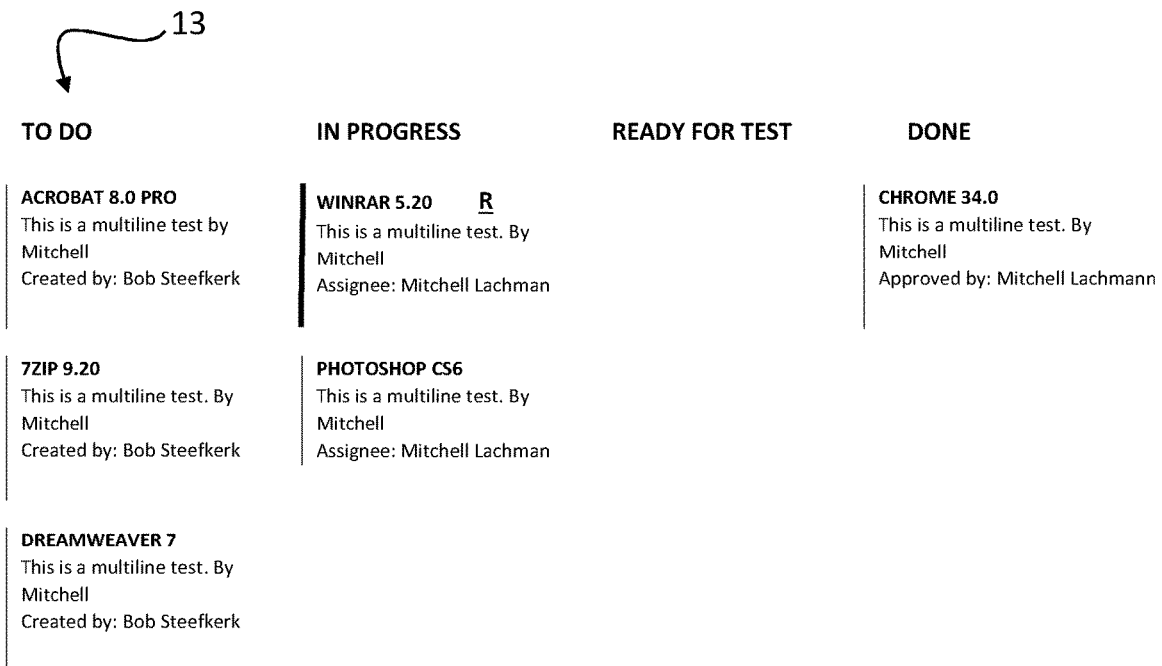 13
TO DO
ACROBAT 8.0 PRO
This is a multiline test by
Mitchell
Created by: Bob Steefkerk
7ZIP 9.20
This is a multiline test. By
Mitchell
Created by: Bob Steefkerk
DREAMWEAVER 7
This is a multiline test. By
Mitchell
Created by: Bob Steefkerk
IN PROGRESS
WINRAR 5.20 R
This is a multiline test. By
Mitchell
Assignee: Mitchell Lachman
PHOTOSHOP CS6
This is a multiline test. By
Mitchell
Assignee: Mitchell Lachman
READY FOR TEST
DONE
CHROME 34.0
This is a multiline test. By
Mitchell
Approved by: Mitchell Lachmann